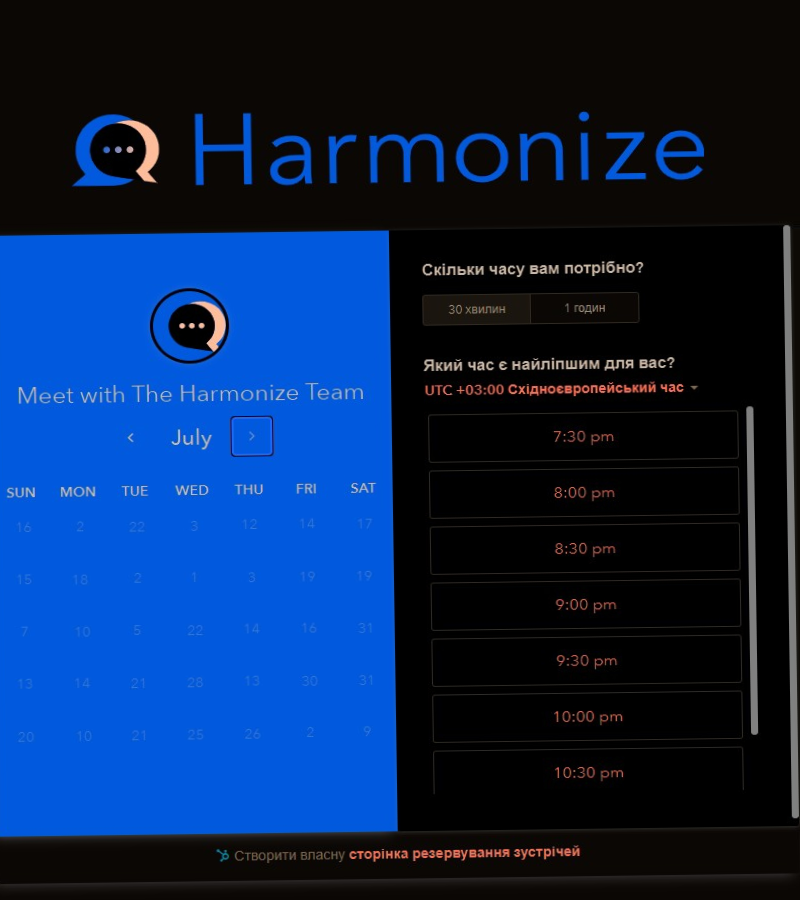 Harmonize
Meet with The Harmonize Team
July
SUN MON TUE WED THU FRI SAT
16 2 22 3 12 14 17
15 18 2 1 3 19 19
7 10 5 22 14 16 31
13 14 21 28 13 30 31
20 10 21 25 26 2 9
Скільки часу вам потрібно?
30 хвилин 1 годин
Який час є найліпшим для вас?
UTC +03:00 Східноєвропейський час
7:30 pm
8:00 pm
8:30 pm
9:00 pm
9:30 pm
10:00 pm
10:30 pm
Створити власну сторінка резервування зустрічей